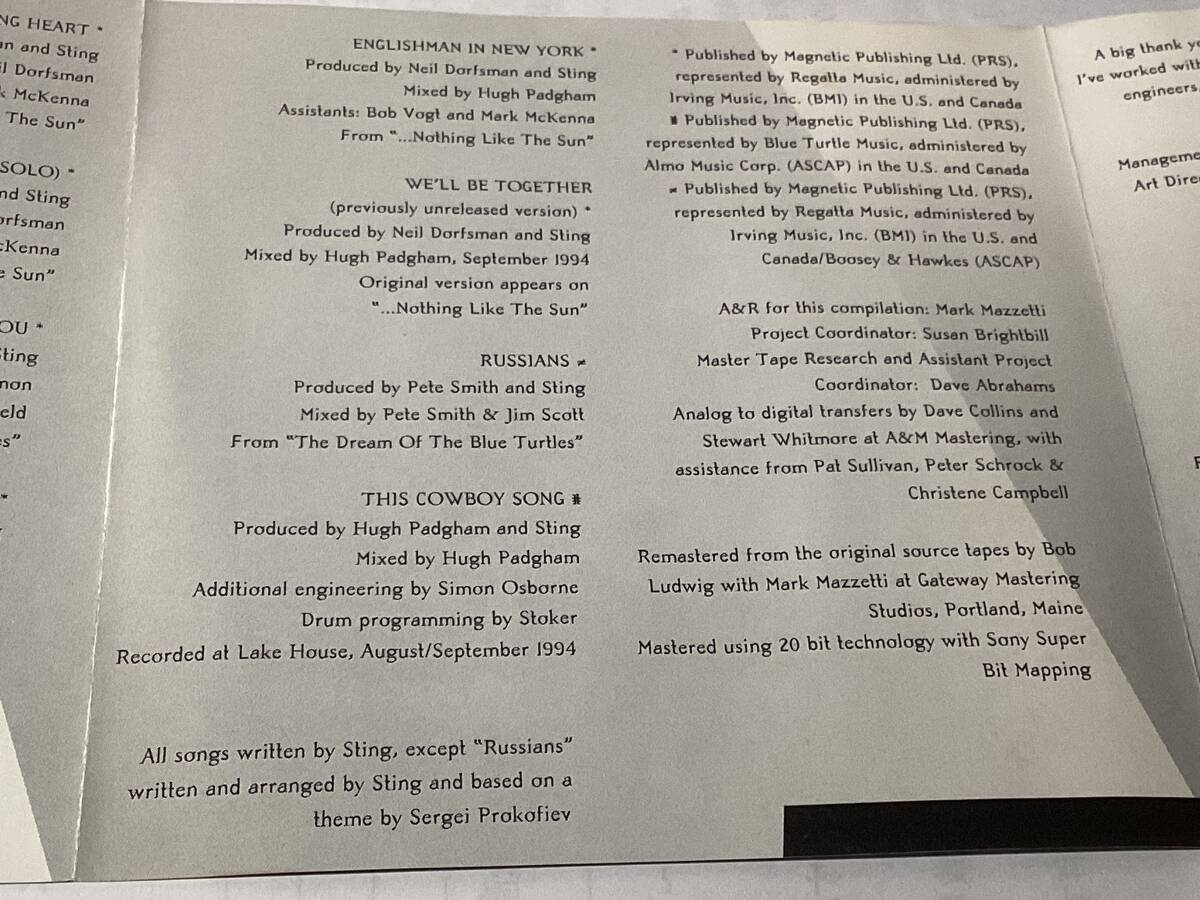 NG HEART *
and Sting
Dorfsman
McKenna
The Sun"
SOLO) *
and Sting
Dorfsman
McKenna
Sun"
OU *
Sting
*
ENGLISHMAN IN NEW YORK *
Produced by Neil Dorfsman and Sting
Mixed by Hugh Padgham
Assistants: Bob Vogt and Mark McKenna
From "...Nothing Like The Sun"
WE'LL BE TOGETHER
(previously unreleased version) *
Produced by Neil Dorfsman and Sting
Mixed by Hugh Padgham, September 1994
Original version appears on
"...Nothing Like The Sun"
RUSSIANS ≠
Produced by Pete Smith and Sting
Mixed by Pete Smith & Jim Scott
From "The Dream Of The Blue Turtles"
THIS COWBOY SONG #
Produced by Hugh Padgham and Sting
Mixed by Hugh Padgham
Additional engineering by Simon Osborne
Drum programming by Stoker
Recorded at Lake House, August/September 1994
All songs written by Sting, except "Russians"
written and arranged by Sting and based on a
theme by Sergei Prokofiev
* Published by Magnetic Publishing Ltd. (PRS),
represented by Regatta Music, administered by
Irving Music, Inc. (BMI) in the U.S. and Canada
# Published by Magnetic Publishing Ltd. (PRS),
represented by Blue Turtle Music, administered by
Almo Music Corp. (ASCAP) in the U.S. and Canada
≠ Published by Magnetic Publishing Ltd. (PRS),
represented by Regatta Music, administered by
Irving Music, Inc. (BMI) in the U.S. and
Canada/Boosey & Hawkes (ASCAP)
A&R for this compilation: Mark Mazzetti
Project Coordinator: Susan Brightbill
Master Tape Research and Assistant Project
Coordinator: Dave Abrahams
Analog to digital transfers by Dave Collins and
Stewart Whitmore at A&M Mastering, with
assistance from Pat Sullivan, Peter Schrock &
Christene Campbell
Remastered from the original source tapes by Bob
Ludwig with Mark Mazzetti at Gateway Mastering
Studios, Portland, Maine
Mastered using 20 bit technology with Sony Super
Bit Mapping
A big thank
I've worked with
engineers,
Manageme
Art Dire